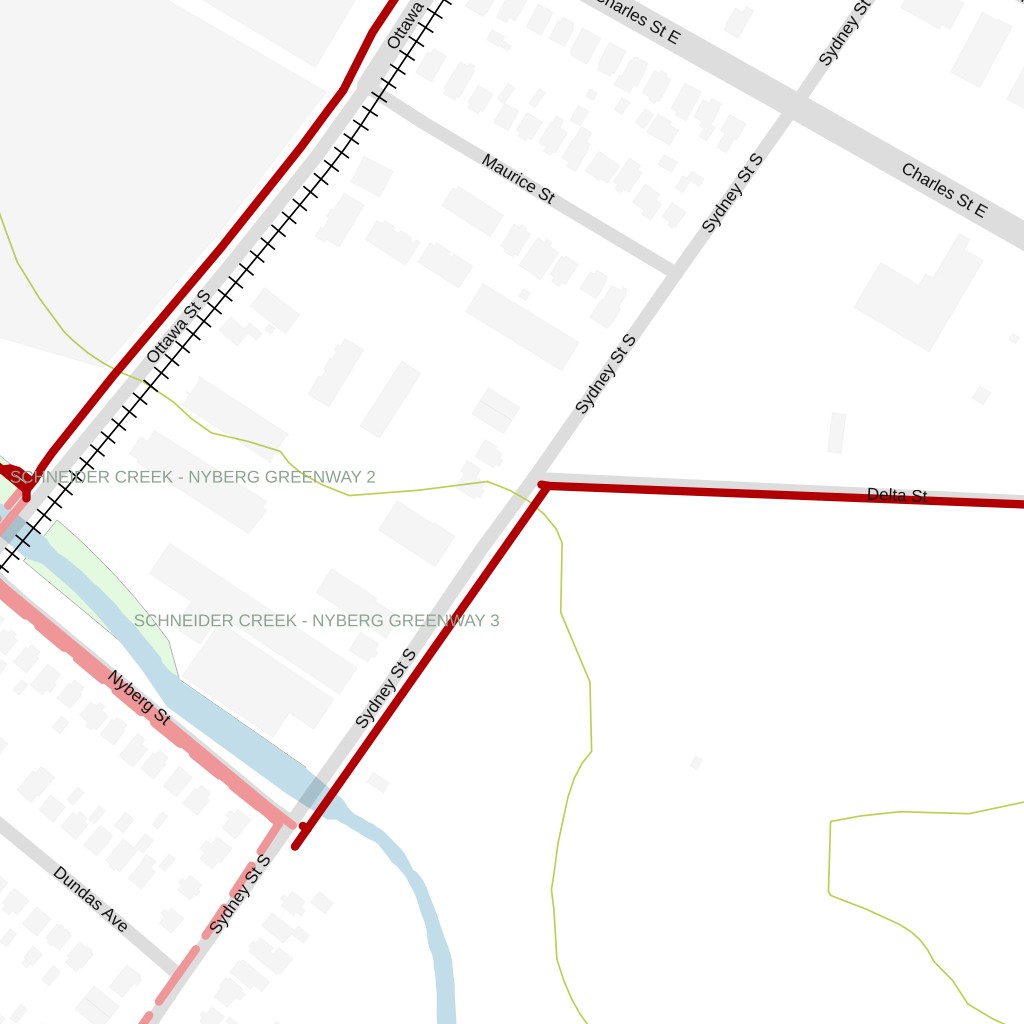 Charles St E
Ottawa
Sydney St
Maurice St
Sydney St S
Charles St E
Ottawa St S
Sydney St S
SCHNEIDER CREEK - NYBERG GREENWAY 2
Delta St
SCHNEIDER CREEK - NYBERG GREENWAY 3
Sydney St S
Nyberg St
Sydney St S
Dundas Ave